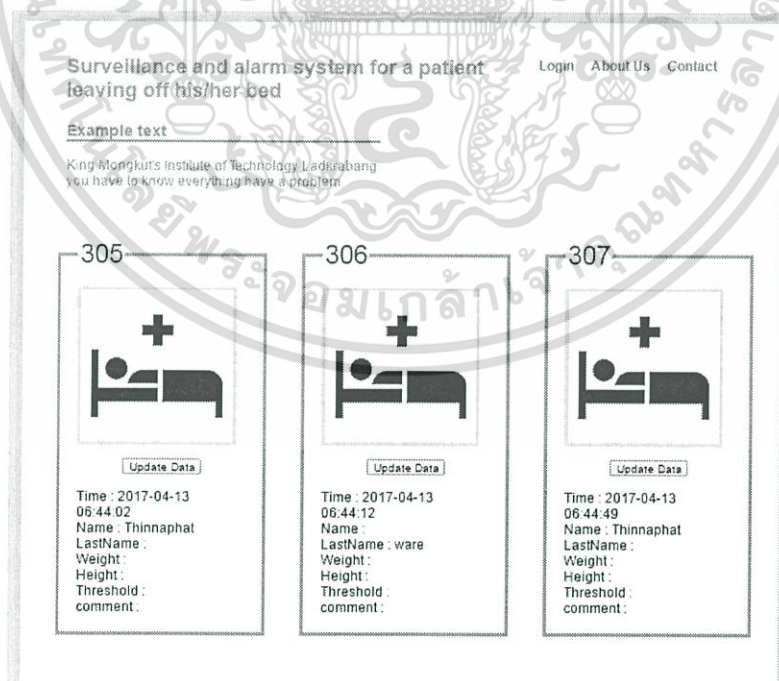 Surveillance and alarm system for a patient
leaving off his/her bed
Login About Us Contact
Example text
King Mongkut's Institute of Technology Ladkrabang
you have to know everything have a problem
305
Update Data
Time : 2017-04-13
06:44:02
Name : Thinnaphat
LastName :
Weight :
Height :
Threshold :
comment :
306
Update Data
Time : 2017-04-13
06:44:12
Name :
LastName : ware
Weight :
Height :
Threshold :
comment :
307
Update Data
Time : 2017-04-13
06:44:49
Name : Thinnaphat
LastName :
Weight :
Height :
Threshold :
comment :